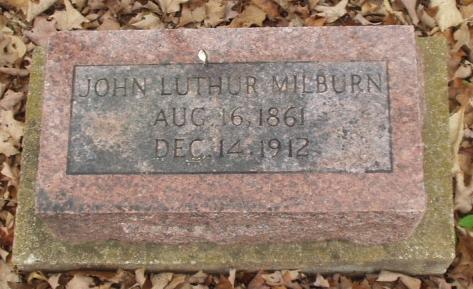 JOHN LUTHUR MILBURN
AUG. 16, 1861
DEC. 14, 1912